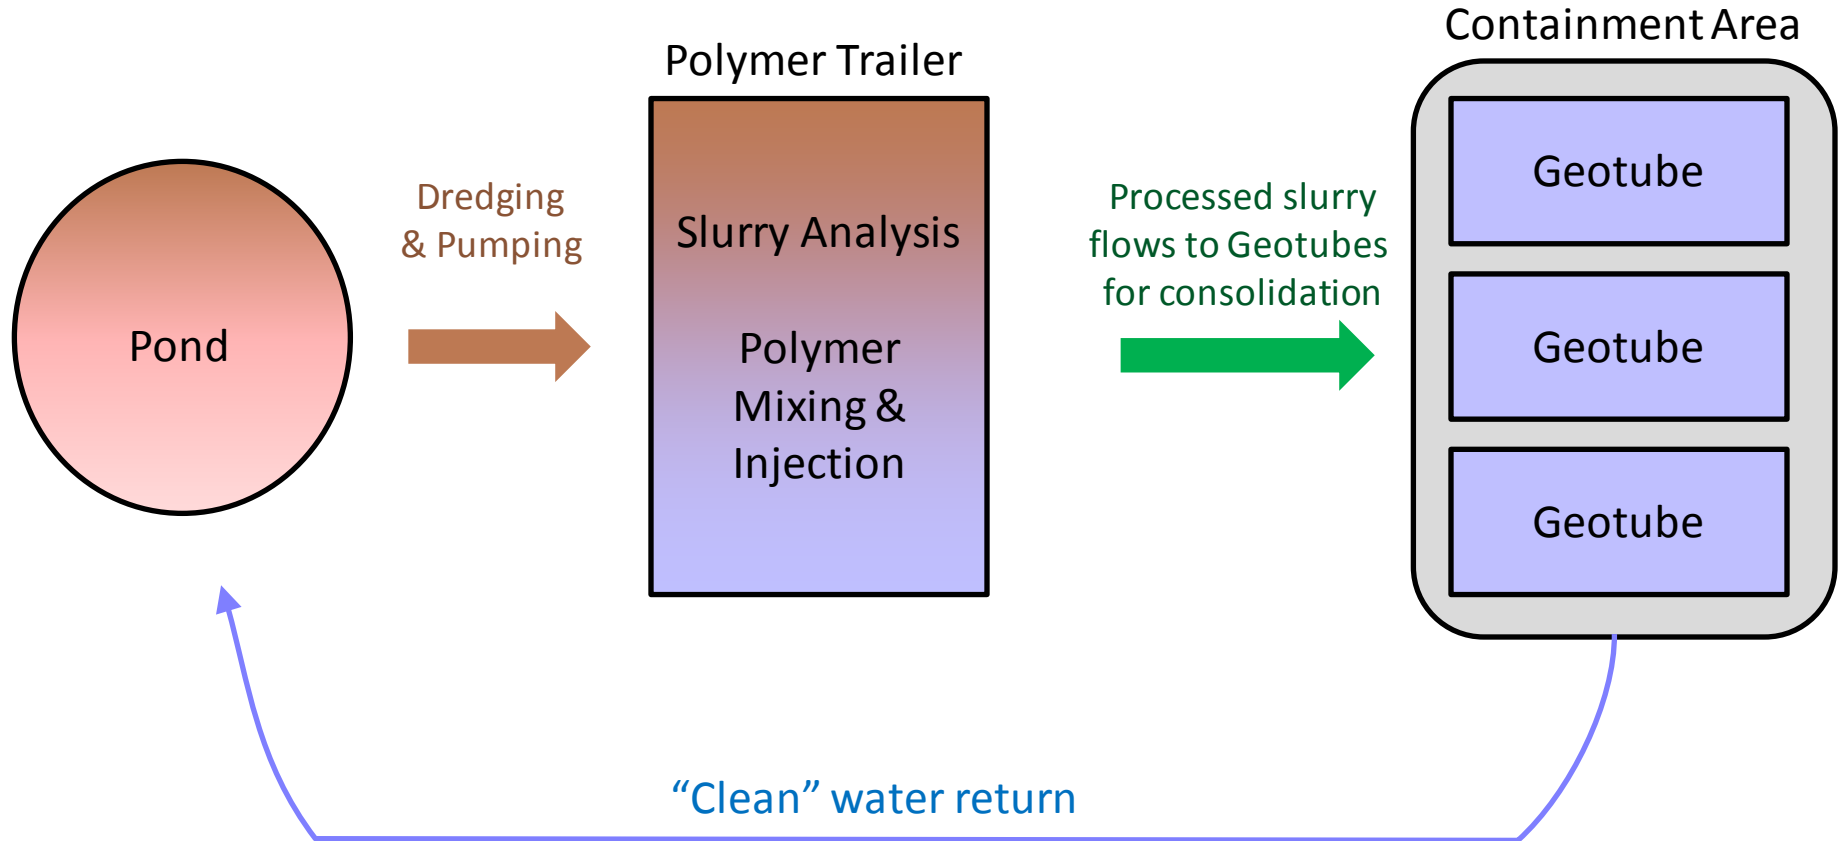 Containment Area
Polymer Trailer
Pond
Dredging
& Pumping
Slurry Analysis
Polymer
Mixing &
Injection
Processed slurry
flows to Geotubes
for consolidation
Geotube
Geotube
Geotube
“Clean” water return